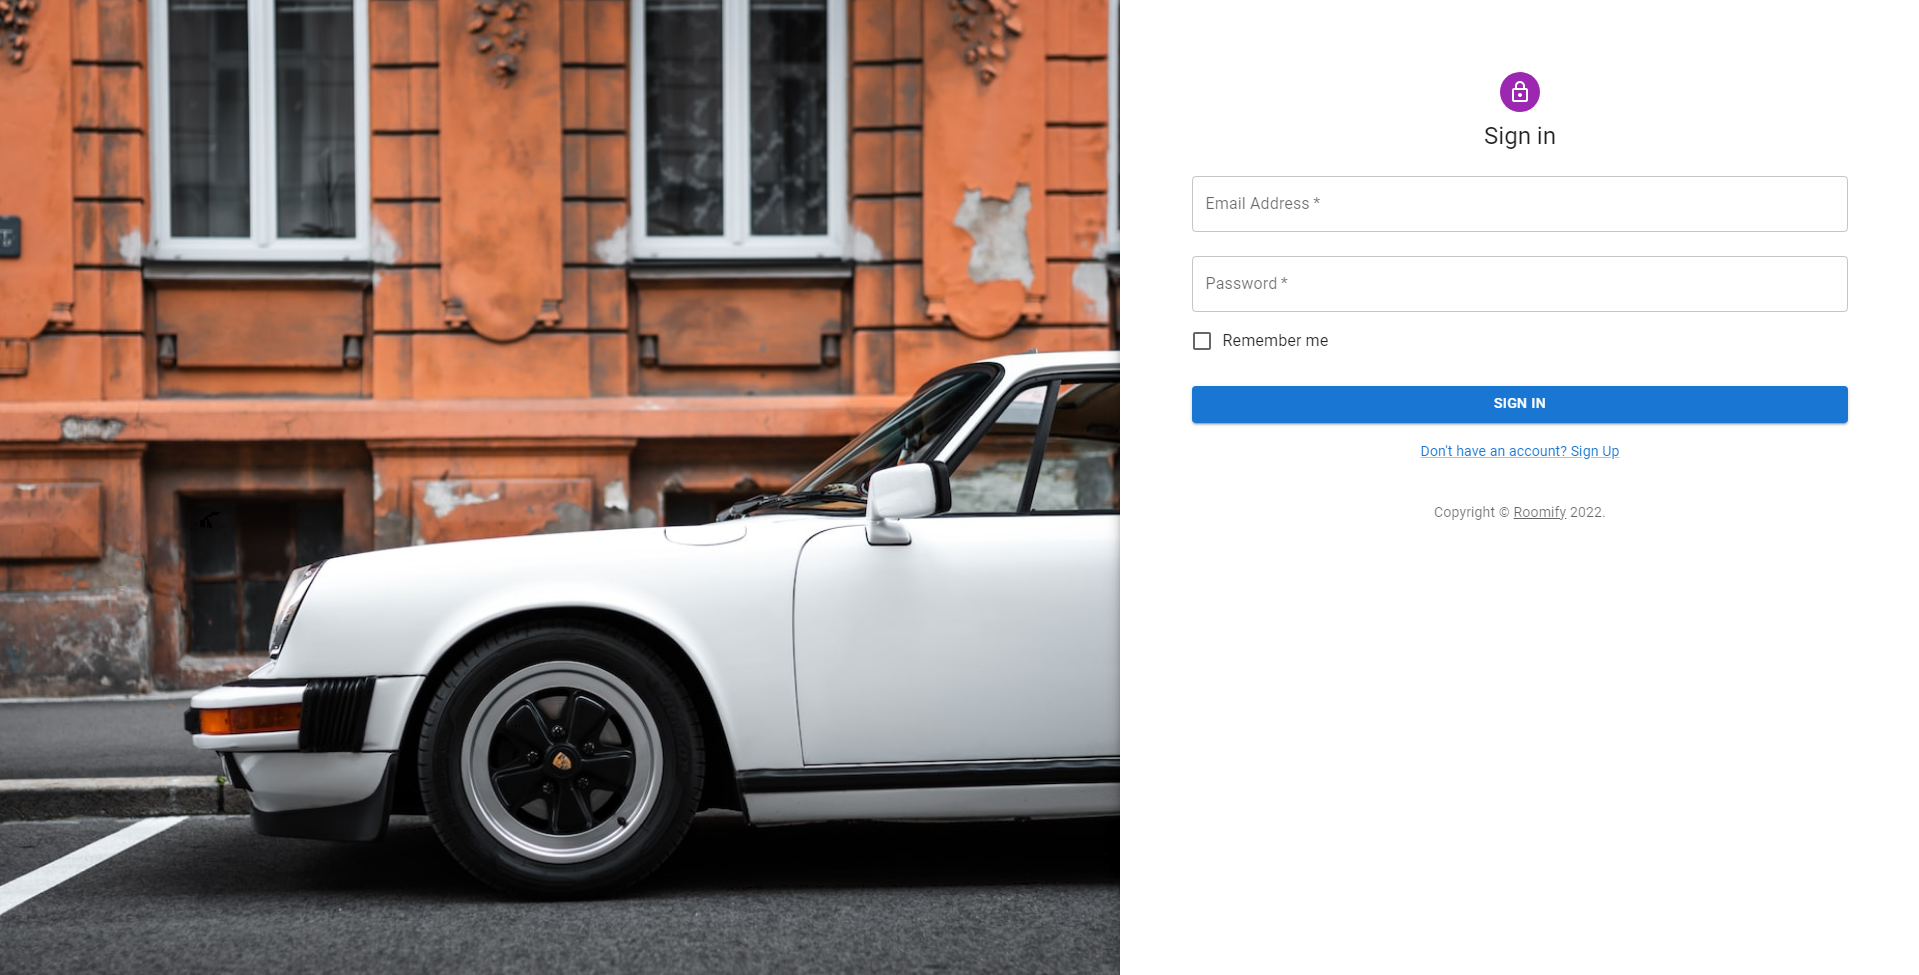 Sign in
Email Address *
Password *
Remember me
SIGN IN
Don't have an account? Sign Up
Copyright © Roomify 2022.